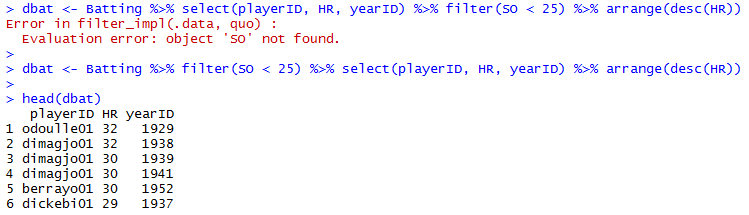 > dbat <- Batting %>% select(playerID, HR, yearID) %>% filter(SO < 25) %>% arrange(desc(HR))
Error in filter_impl(.data, quo) :
  Evaluation error: object 'SO' not found.
>
> dbat <- Batting %>% filter(SO < 25) %>% select(playerID, HR, yearID) %>% arrange(desc(HR))
>
> head(dbat)
   playerID HR yearID
1 odoulle01 32   1929
2 dimagjo01 32   1938
3 dimagjo01 30   1939
4 dimagjo01 30   1941
5 berrayo01 30   1952
6 dickebi01 29   1937